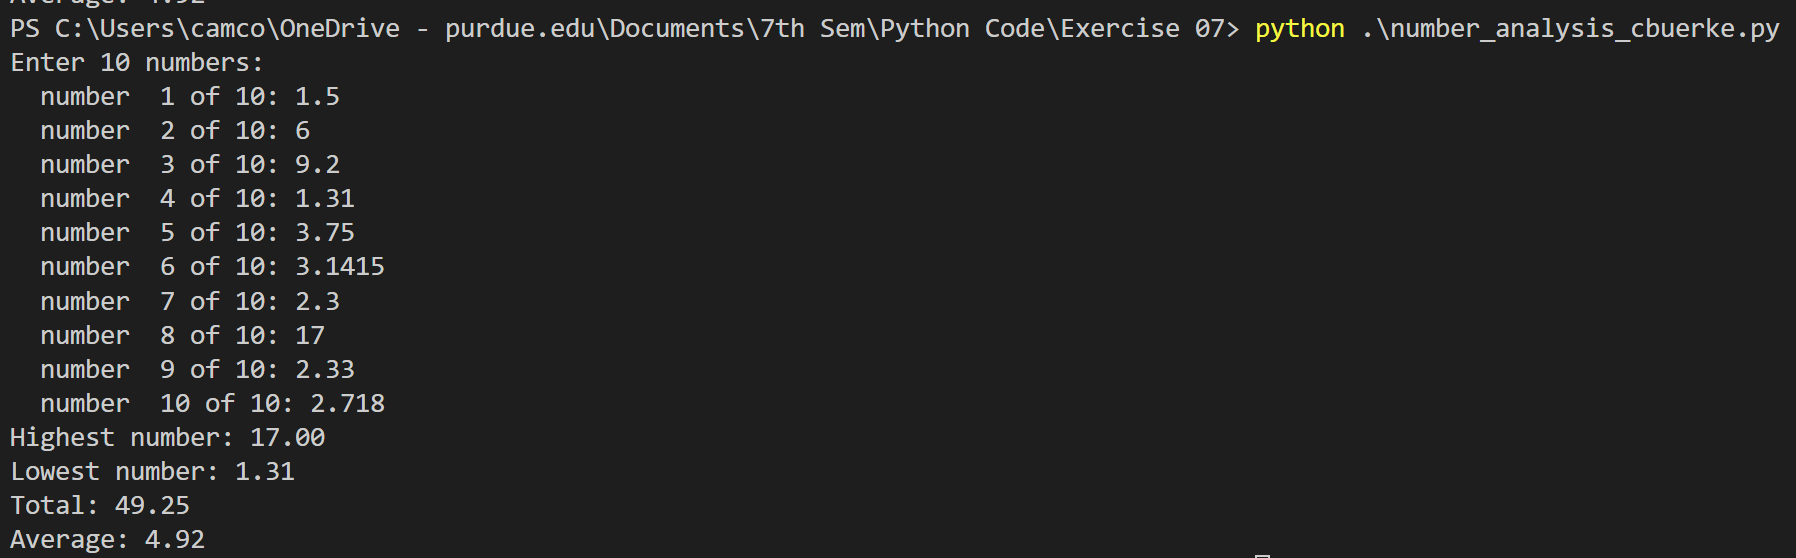 Average: 4.92
PS C:\Users\camco\OneDrive - purdue.edu\Documents\7th Sem\Python Code\Exercise 07> python .\number_analysis_cbuerke.py
Enter 10 numbers:
  number  1 of 10: 1.5
  number  2 of 10: 6
  number  3 of 10: 9.2
  number  4 of 10: 1.31
  number  5 of 10: 3.75
  number  6 of 10: 3.1415
  number  7 of 10: 2.3
  number  8 of 10: 17
  number  9 of 10: 2.33
  number  10 of 10: 2.718
Highest number: 17.00
Lowest number: 1.31
Total: 49.25
Average: 4.92